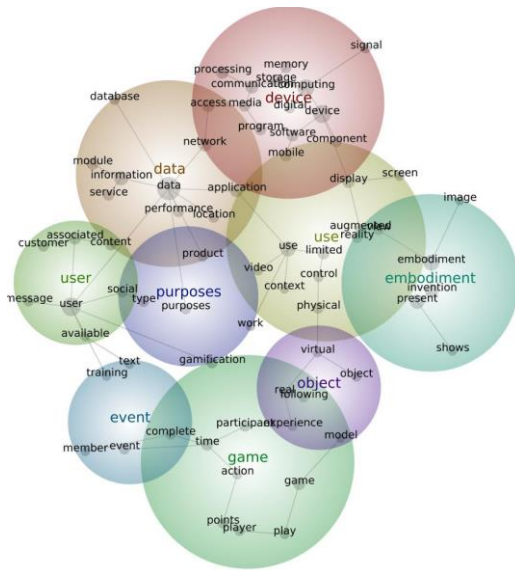 signal
memory
processing
storage
communication computing
database
device
access media
digital device
program
software
network
component
mobile
module
data
information
display
screen
service
data
application
image
performance
location
use
augmented
view
associated
reality
customer
content
use
limited
product
embodiment
video
user
purposes
control
embodiment
social
context
invention
message
type
present
user
purposes
physical
work
available
virtual
shows
text
gamification
training
object
object
real
following
event
participant
experience
complete
model
member
event
time
game
action
game
points
player
play